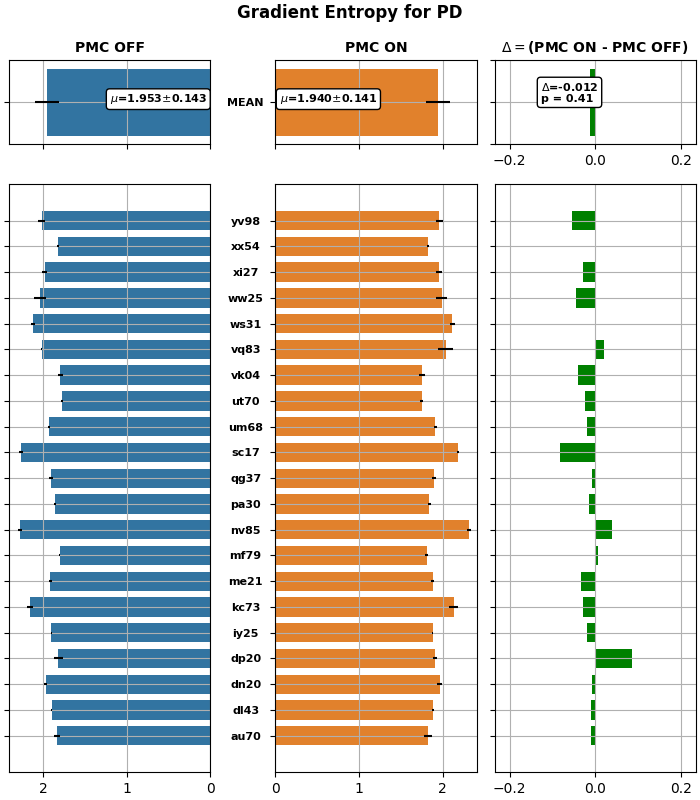 Gradient Entropy for PD
PMC OFF
PMC ON
Δ = (PMC ON - PMC OFF)
μ=1.953±0.143
MEAN
μ=1.940±0.141
Δ=-0.012
p = 0.41
−0.2 0.0 0.2
yv98
xx54
xi27
ww25
ws31
vq83
vk04
ut70
um68
sc17
qg37
pa30
nv85
mf79
me21
kc73
iy25
dp20
dn20
dl43
au70
2 1 0
0 1 2
−0.2 0.0 0.2